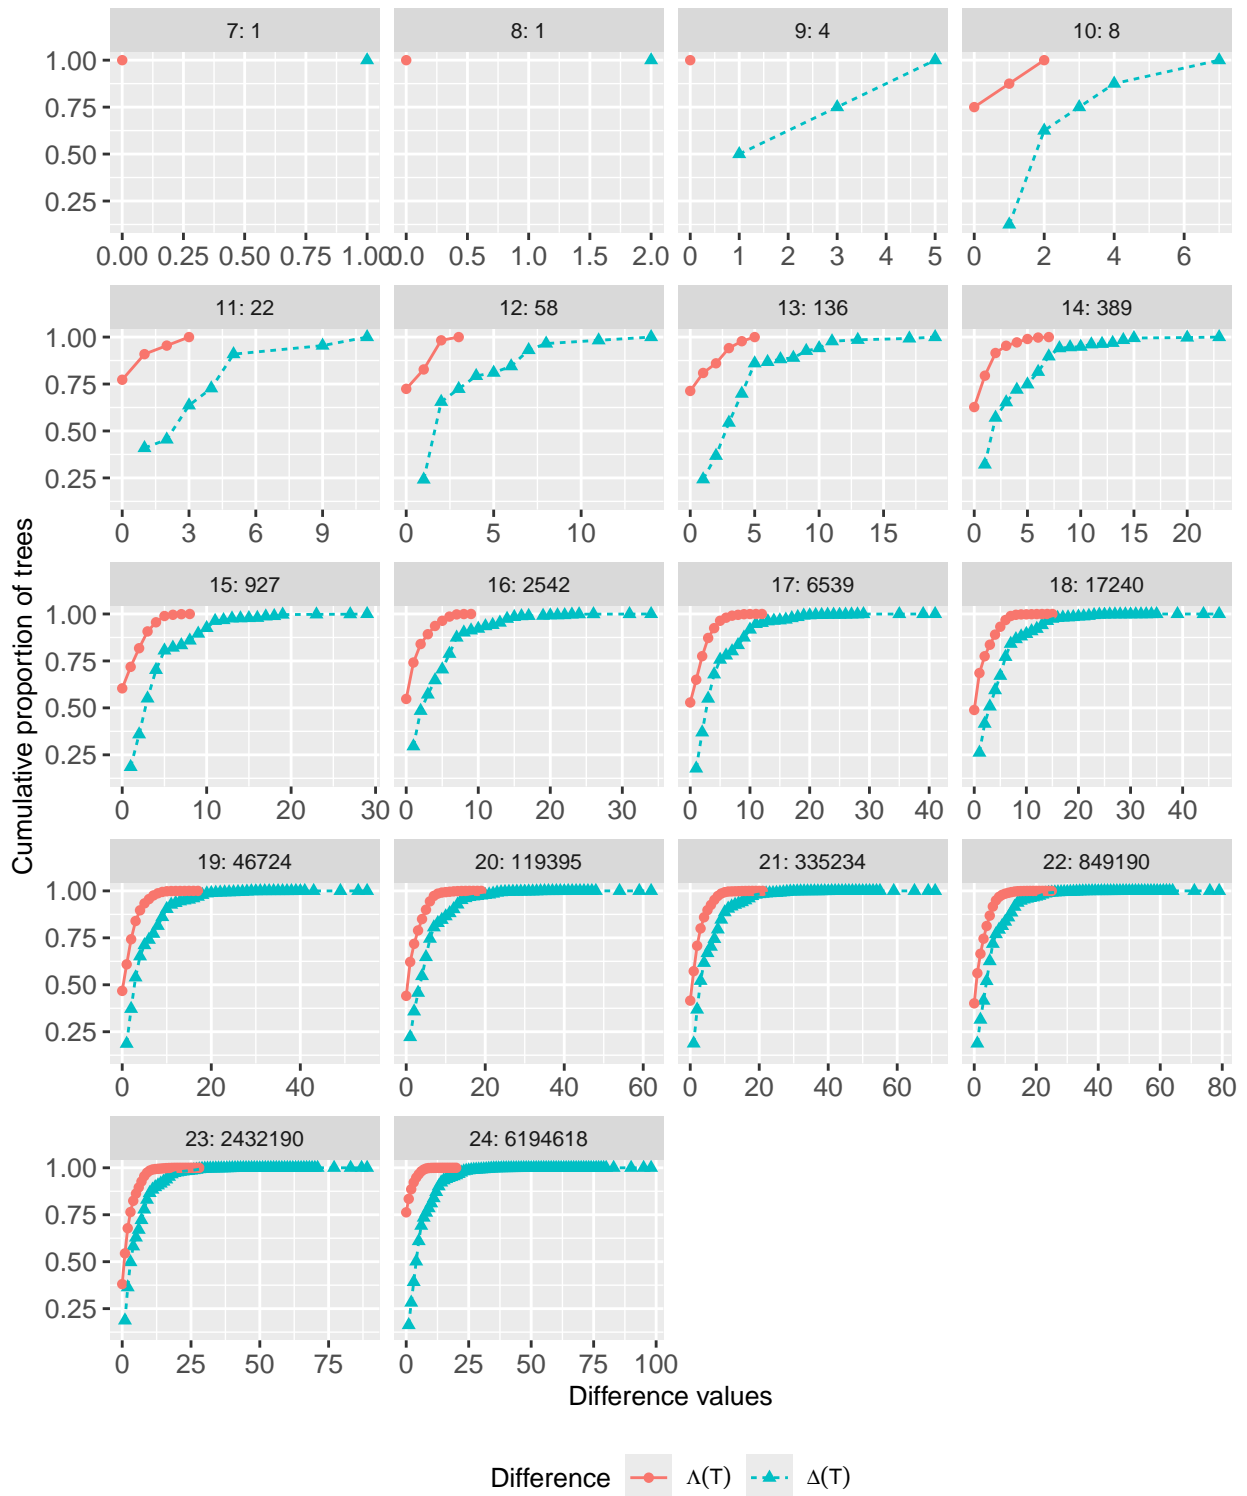 7: 1
8: 1
9: 4
10: 8
1.00
0.75
0.50
0.25
0.00 0.25 0.50 0.75 1.00
0.0 0.5 1.0 1.5 2.0
0 1 2 3 4 5
0 2 4 6
11: 22
12: 58
13: 136
14: 389
1.00
0.75
0.50
0.25
0 3 6 9
0 5 10
0 5 10 15
0 5 10 15 20
Cumulative proportion of trees
15: 927
16: 2542
17: 6539
18: 17240
1.00
0.75
0.50
0.25
0 10 20 30
0 10 20 30
0 10 20 30 40
0 10 20 30 40
19: 46724
20: 119395
21: 335234
22: 849190
1.00
0.75
0.50
0.25
0 20 40
0 20 40 60
0 20 40 60
0 20 40 60 80
23: 2432190
24: 6194618
1.00
0.75
0.50
0.25
0 25 50 75
0 25 50 75 100
Difference values
Difference Λ(T) Δ(T)